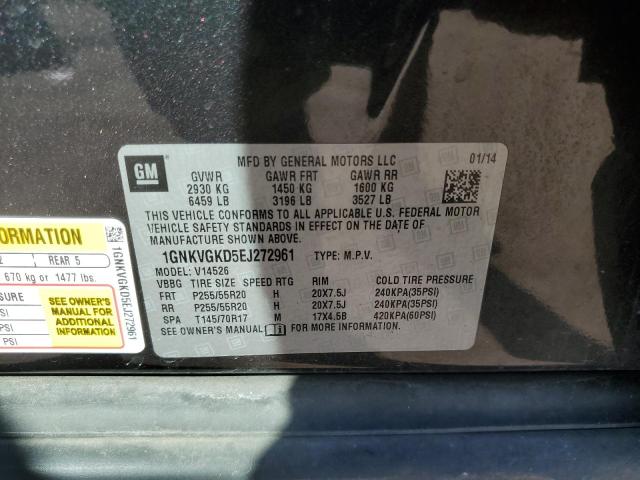 GM
MFD BY GENERAL MOTORS LLC 01/14
GVWR GAWR FRT GAWR RR
2930 KG 1450 KG 1600 KG
6459 LB 3196 LB 3527 LB
THIS VEHICLE CONFORMS TO ALL APPLICABLE U.S. FEDERAL MOTOR
VEHICLE SAFETY STANDARDS IN EFFECT ON THE DATE OF
MANUFACTURE SHOWN ABOVE.
1GNKVGKD5EJ272961 TYPE: M.P.V.
MODEL: V14526
VBBG TIRE SIZE SPEED RTG RIM COLD TIRE PRESSURE
FRT P255/55R20 H 20X7.5J 240KPA(35PSI)
RR P255/55R20 H 20X7.5J 240KPA(35PSI)
SPA T145/70R17 M 17X4.5B 420KPA(60PSI)
SEE OWNER'S MANUAL FOR MORE INFORMATION.
ORMATION
2 REAR 5
670 kg or 1477 lbs.
SURE
PSI
PSI
PSI
SEE OWNER'S
MANUAL FOR
ADDITIONAL
INFORMATION
1GNKVGKD5EJ272961